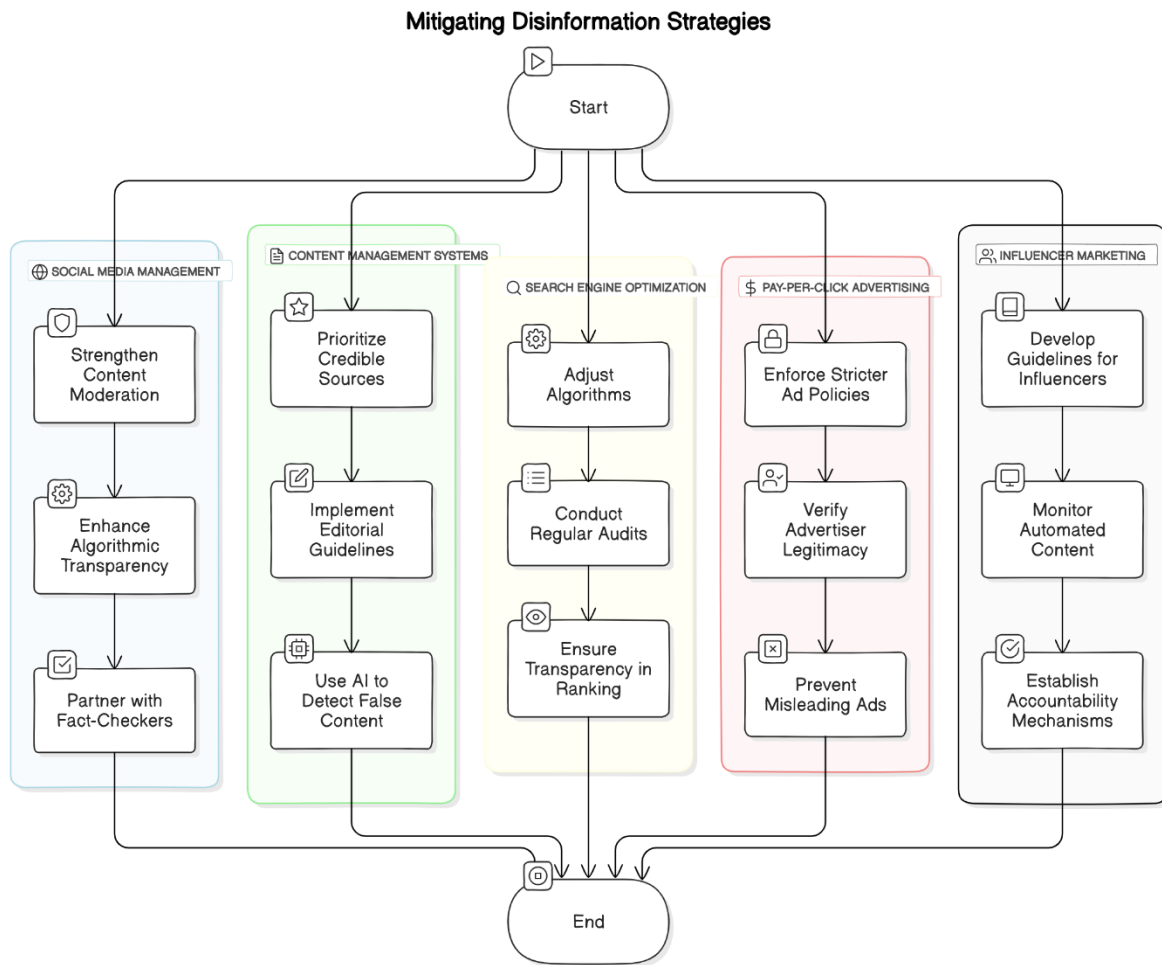 Mitigating Disinformation Strategies
Start
SOCIAL MEDIA MANAGEMENT
Strengthen
Content
Moderation
Enhance
Algorithmic
Transparency
Partner with
Fact-Checkers
CONTENT MANAGEMENT SYSTEMS
Prioritize
Credible
Sources
Implement
Editorial
Guidelines
Use AI to
Detect False
Content
SEARCH ENGINE OPTIMIZATION
Adjust
Algorithms
Conduct
Regular Audits
Ensure
Transparency in
Ranking
PAY-PER-CLICK ADVERTISING
Enforce Stricter
Ad Policies
Verify
Advertiser
Legitimacy
Prevent
Misleading Ads
INFLUENCER MARKETING
Develop
Guidelines for
Influencers
Monitor
Automated
Content
Establish
Accountability
Mechanisms
End